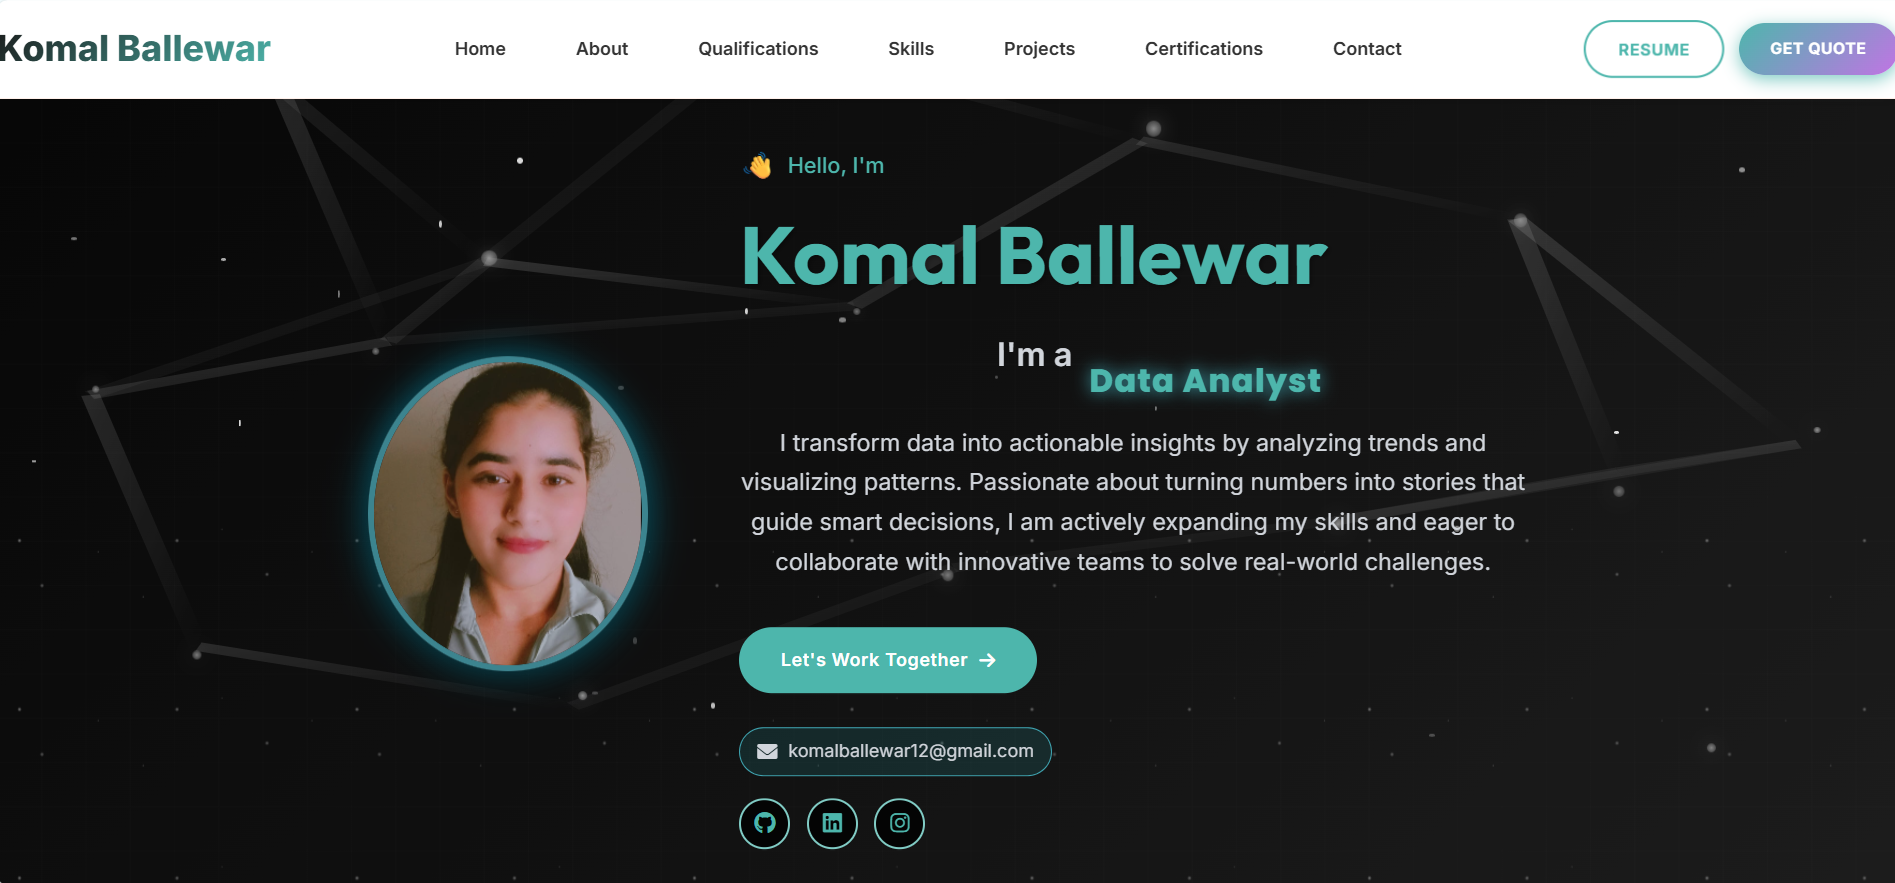 Komal Ballewar
Home About Qualifications Skills Projects Certifications Contact
RESUME
GET QUOTE
👋 Hello, I'm
Komal Ballewar
I'm a
Data Analyst
I transform data into actionable insights by analyzing trends and
visualizing patterns. Passionate about turning numbers into stories that
guide smart decisions, I am actively expanding my skills and eager to
collaborate with innovative teams to solve real-world challenges.
Let's Work Together →
komalballewar12@gmail.com